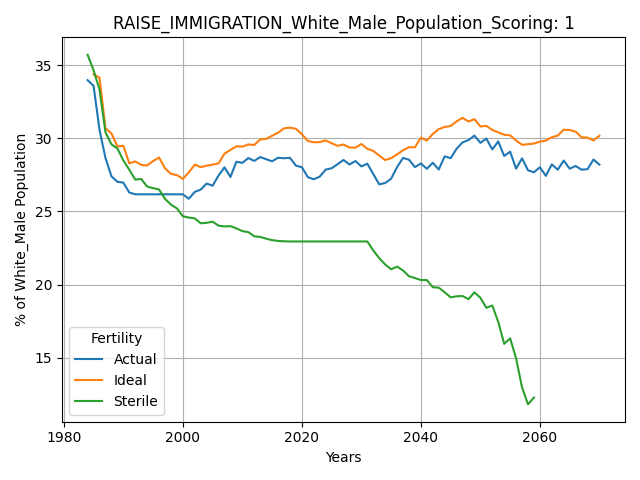 RAISE_IMMIGRATION_White_Male_Population_Scoring: 1
% of White_Male Population
35
30
25
20
15
Fertility
Actual
Ideal
Sterile
1980
2000
2020
2040
2060
Years